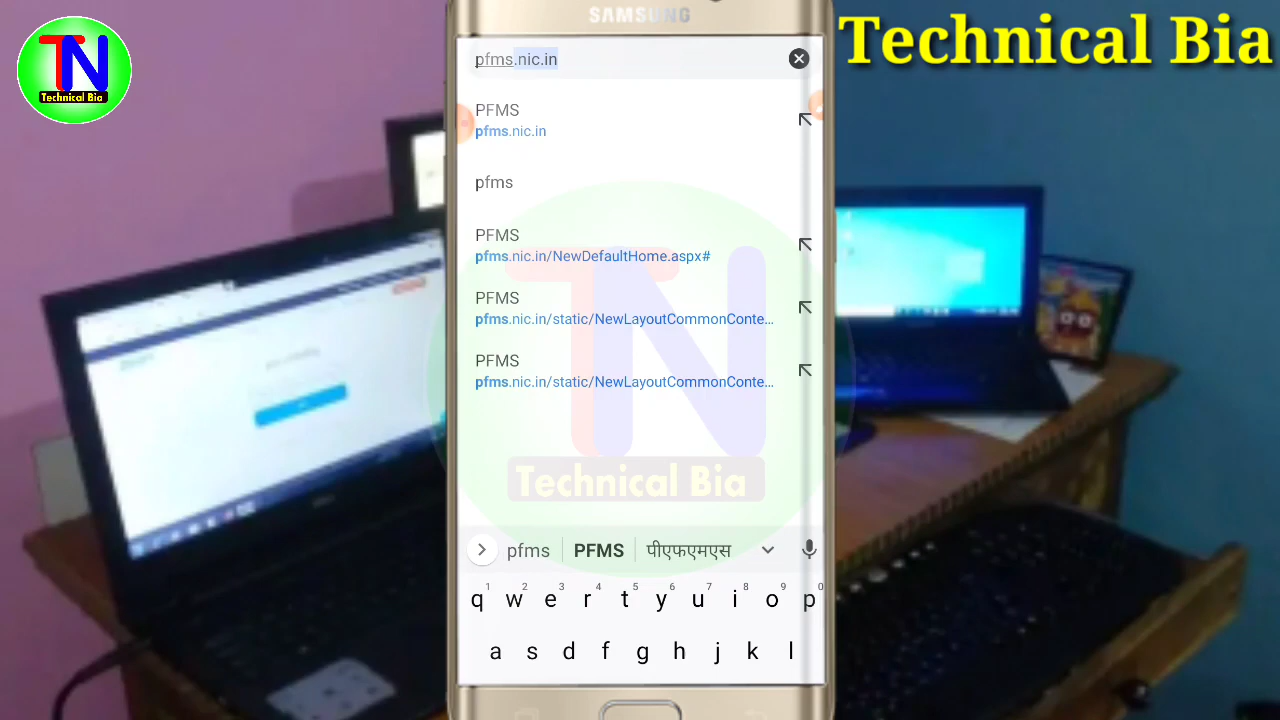 SAMSUNG
Technical Bia
TN
Technical Bia
pfms.nic.in
PFMS
pfms.nic.in
pfms
PFMS
pfms.nic.in/NewDefaultHome.aspx#
PFMS
pfms.nic.in/static/NewLayoutCommonConte...
PFMS
pfms.nic.in/static/NewLayoutCommonConte...
TN
Technical Bia
pfms PFMS पीएफएमएस
1 2 3 4 5 6 7 8 9 0
q w e r t y u i o p
a s d f g h j k l